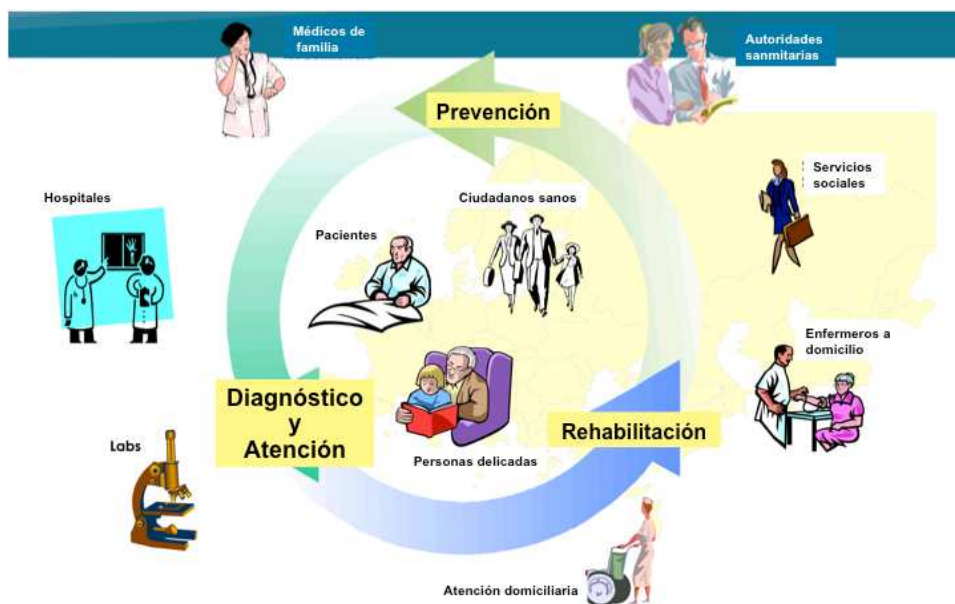 Médicos de
familia
Autoridades
sanmitarias
Prevención
Servicios
sociales
Hospitales
Ciudadanos sanos
Pacientes
Enfermeros a
domicilio
Diagnóstico
y
Atención
Rehabilitación
Labs
Personas delicadas
Atención domiciliaria